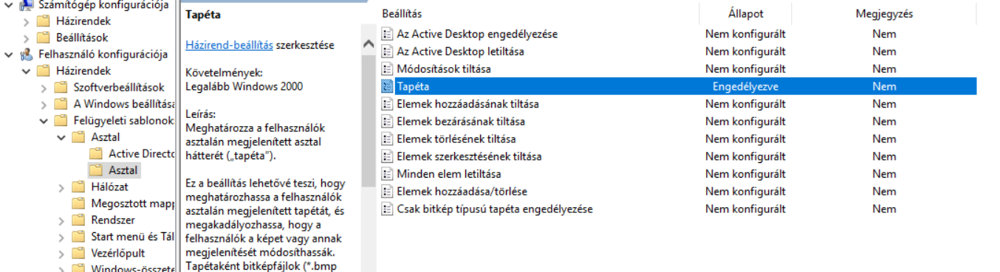 Számítógép konfigurációja
Házirendek
Beállítások
Felhasználó konfigurációja
Házirendek
Szoftverbeállítások
A Windows beállítása
Felügyeleti sablonok
Asztal
Active Directo
Asztal
Hálózat
Megosztott mapp
Rendszer
Start menü és Tál
Vezérlőpult
Windows-összete
Tapéta
Házirend-beállítás szerkesztése
Követelmények:
Legalább Windows 2000
Leírás:
Meghatározza a felhasználók
asztalán megjelenített asztal
hátterét („tapéta”).
Ez a beállítás lehetővé teszi, hogy
meghatározhassa a felhasználók
asztalán megjelenített tapétát, és
megakadályozhassa, hogy a
felhasználók a képet vagy annak
megjelenítését módosíthassák.
Tapétaként bitképfájlok (*.bmp
Beállítás Állapot Megjegyzés
Az Active Desktop engedélyezése Nem konfigurált Nem
Az Active Desktop letiltása Nem konfigurált Nem
Módosítások tiltása Nem konfigurált Nem
Tapéta Engedélyezve Nem
Elemek hozzáadásának tiltása Nem konfigurált Nem
Elemek bezárásának tiltása Nem konfigurált Nem
Elemek törlésének tiltása Nem konfigurált Nem
Elemek szerkesztésének tiltása Nem konfigurált Nem
Minden elem letiltása Nem konfigurált Nem
Elemek hozzáadása/törlése Nem konfigurált Nem
Csak bitkép típusú tapéta engedélyezése Nem konfigurált Nem